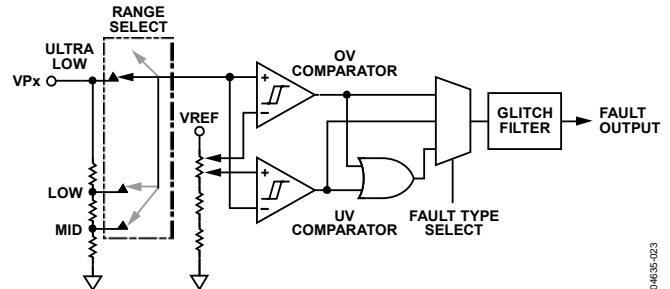 RANGE
SELECT
ULTRA
LOW
VPx
LOW
MID
VREF
OV
COMPARATOR
+
−
+
−
UV
COMPARATOR
FAULT TYPE
SELECT
GLITCH
FILTER
FAULT
OUTPUT
04635-023